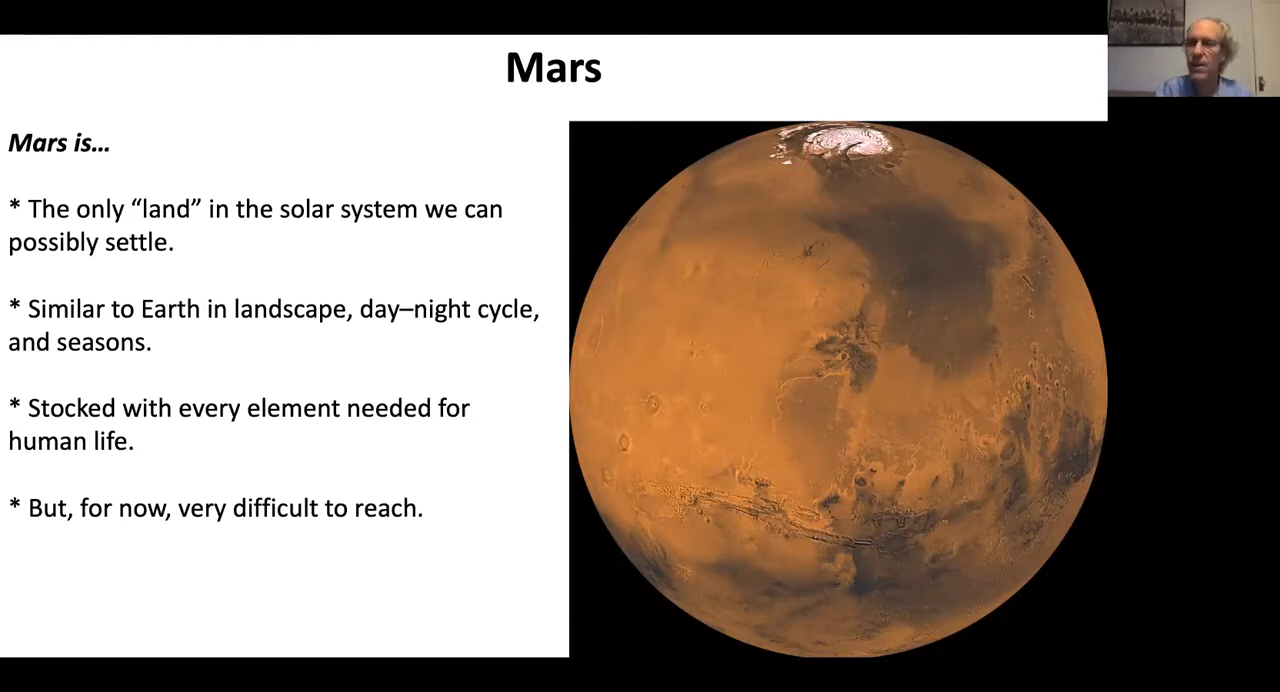 Mars
Mars is...
* The only “land” in the solar system we can
possibly settle.
* Similar to Earth in landscape, day–night cycle,
and seasons.
* Stocked with every element needed for
human life.
* But, for now, very difficult to reach.